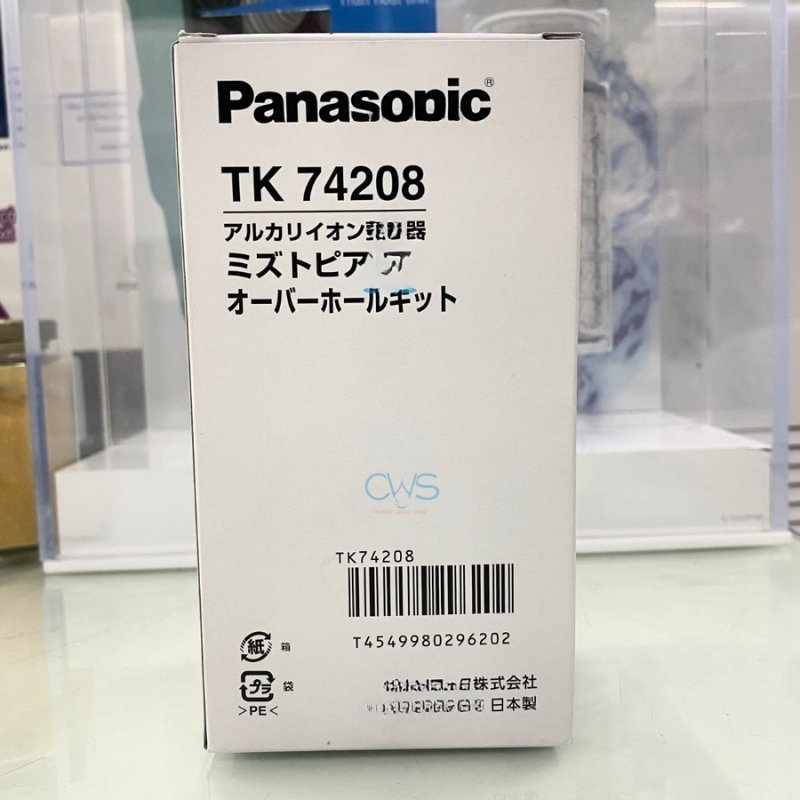 Panasonic®
TK 74208
アルカリイオン
器
ミズトピア
オーバーホールキット
CWS
TK74208
T4549980296202
紙 箱
プラ 袋
>PE<
株式会社
日本製